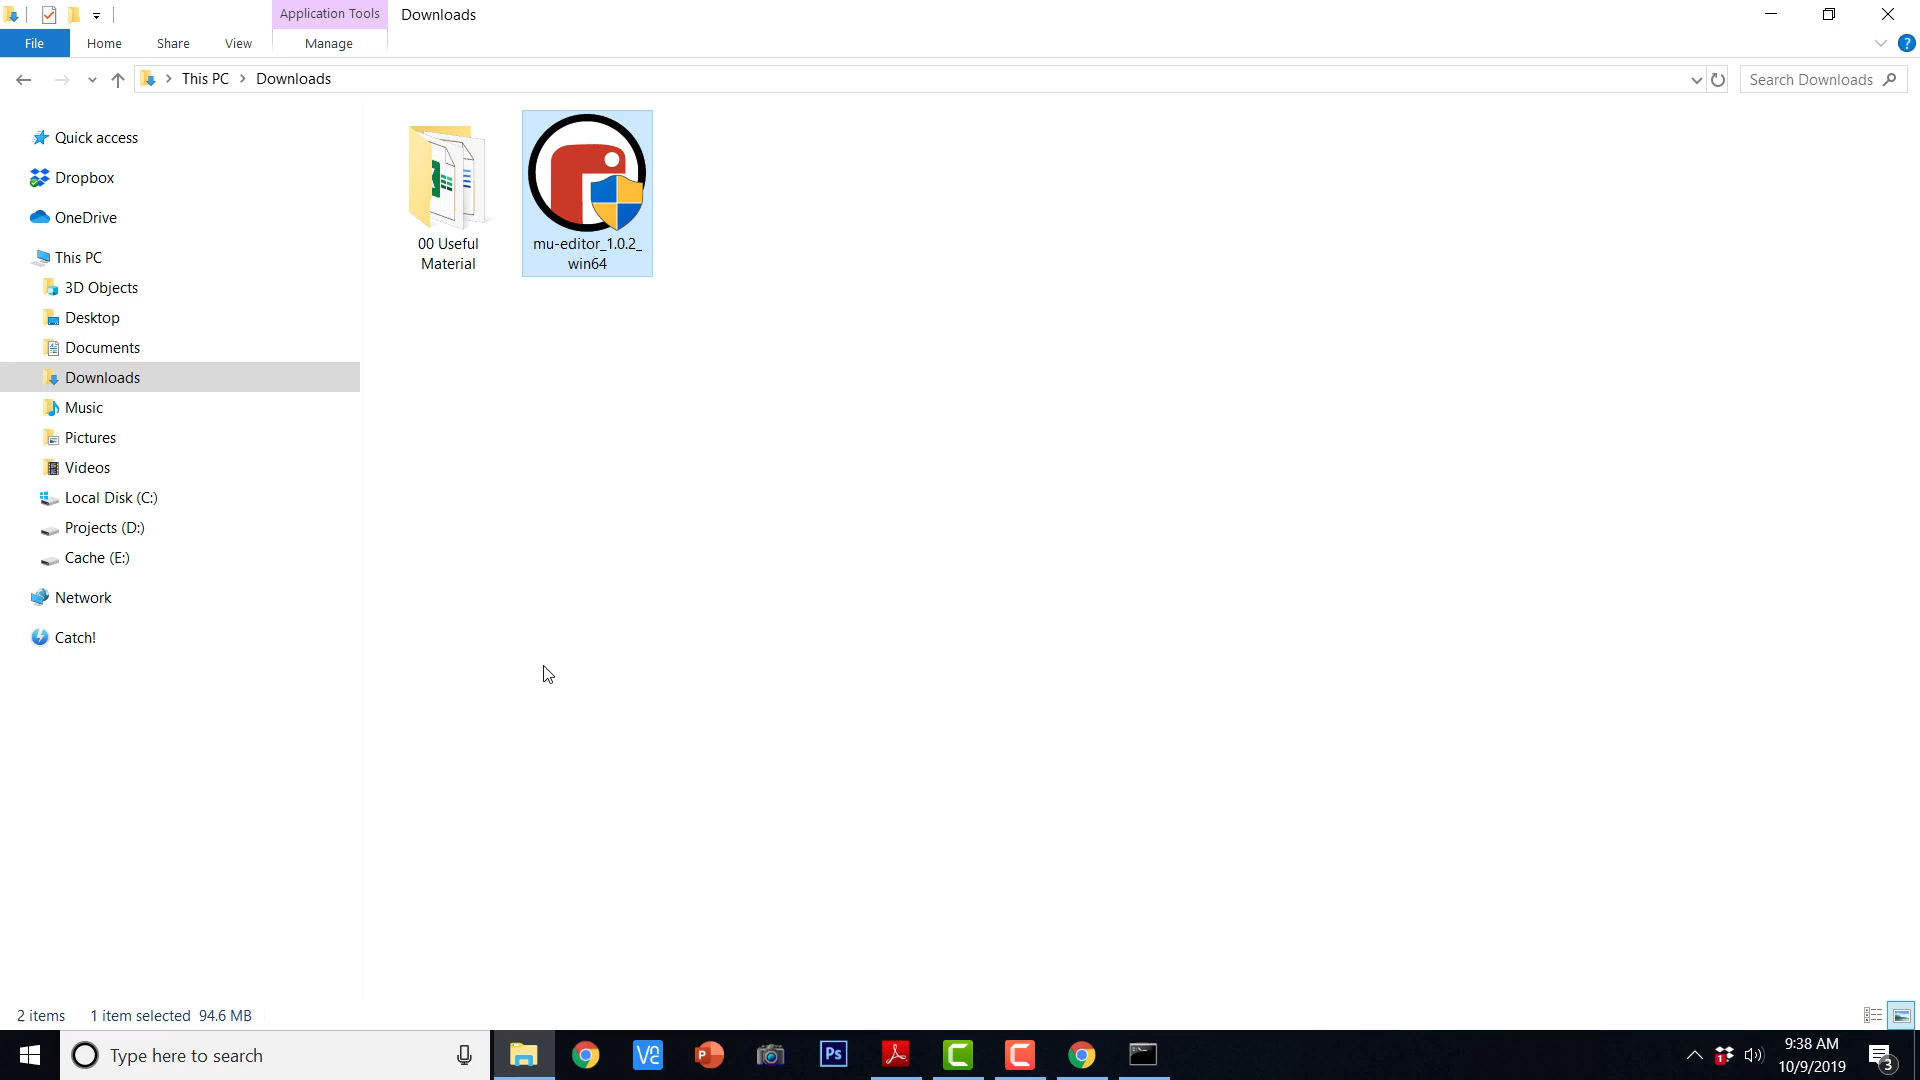 Application Tools
Downloads
File
Home
Share
View
Manage
This PC
Downloads
Search Downloads
Quick access
Dropbox
OneDrive
This PC
3D Objects
Desktop
Documents
Downloads
Music
Pictures
Videos
Local Disk (C:)
Projects (D:)
Cache (E:)
Network
Catch!
00 Useful
Material
mu-editor_1.0.2_
win64
2 items
1 item selected 94.6 MB
Type here to search
Ps
9:38 AM
10/9/2019
1
3